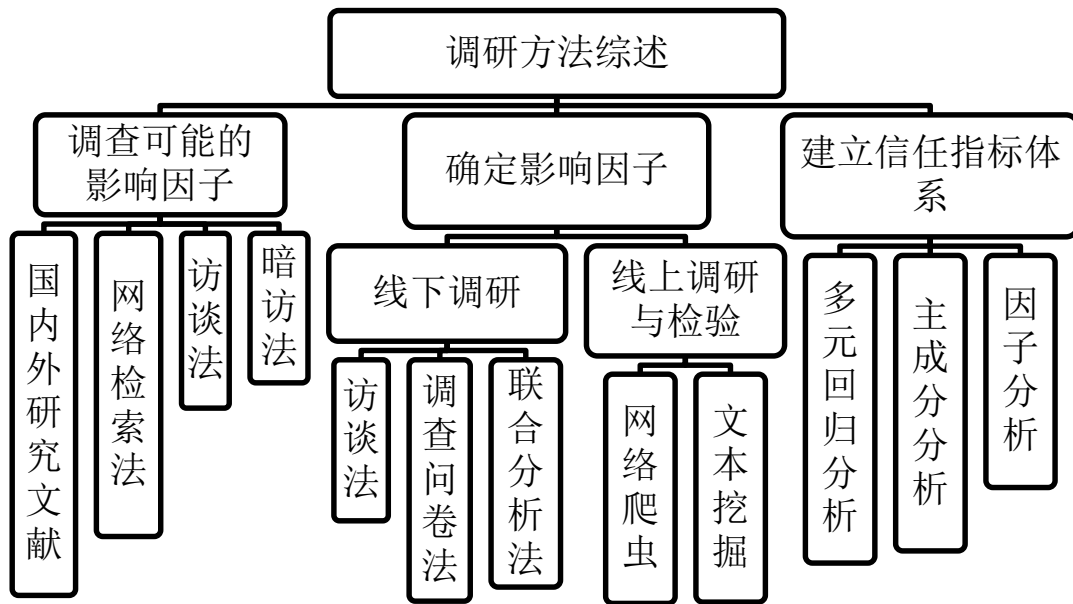 调研方法综述
调查可能的
影响因子
确定影响因子
建立信任指标体
系
国内外研究文献
网络检索法
访谈法
暗访法
线下调研
线上调研
与检验
访谈法
调查问卷法
联合分析法
网络爬虫
文本挖掘
多元回归分析
主成分分析
因子分析